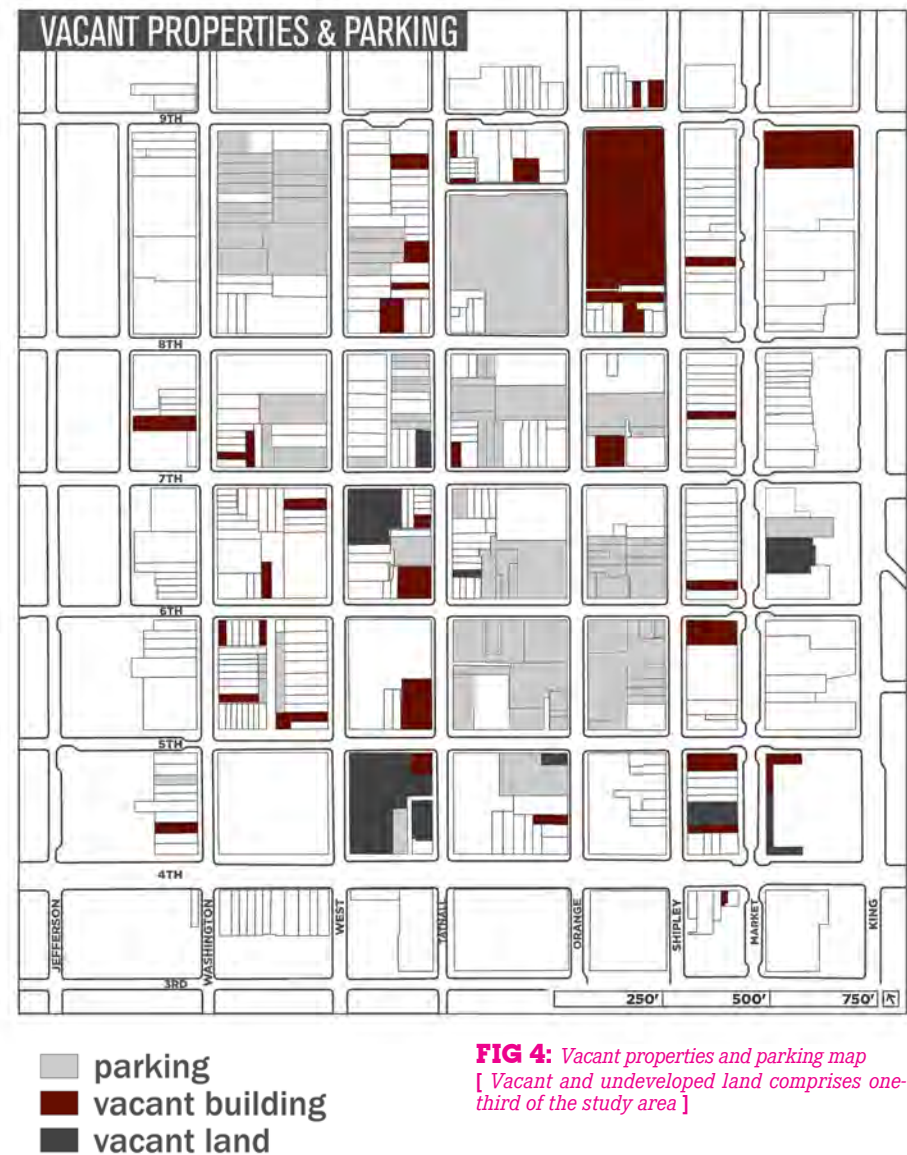 VACANT PROPERTIES & PARKING
9TH
8TH
7TH
6TH
5TH
4TH
JEFFERSON
WASHINGTON
WEST
TATNALL
ORANGE
SHIPLEY
MARKET
KING
3RD
250' 500' 750'
parking
vacant building
vacant land
FIG 4: Vacant properties and parking map
[ Vacant and undeveloped land comprises one-
third of the study area ]